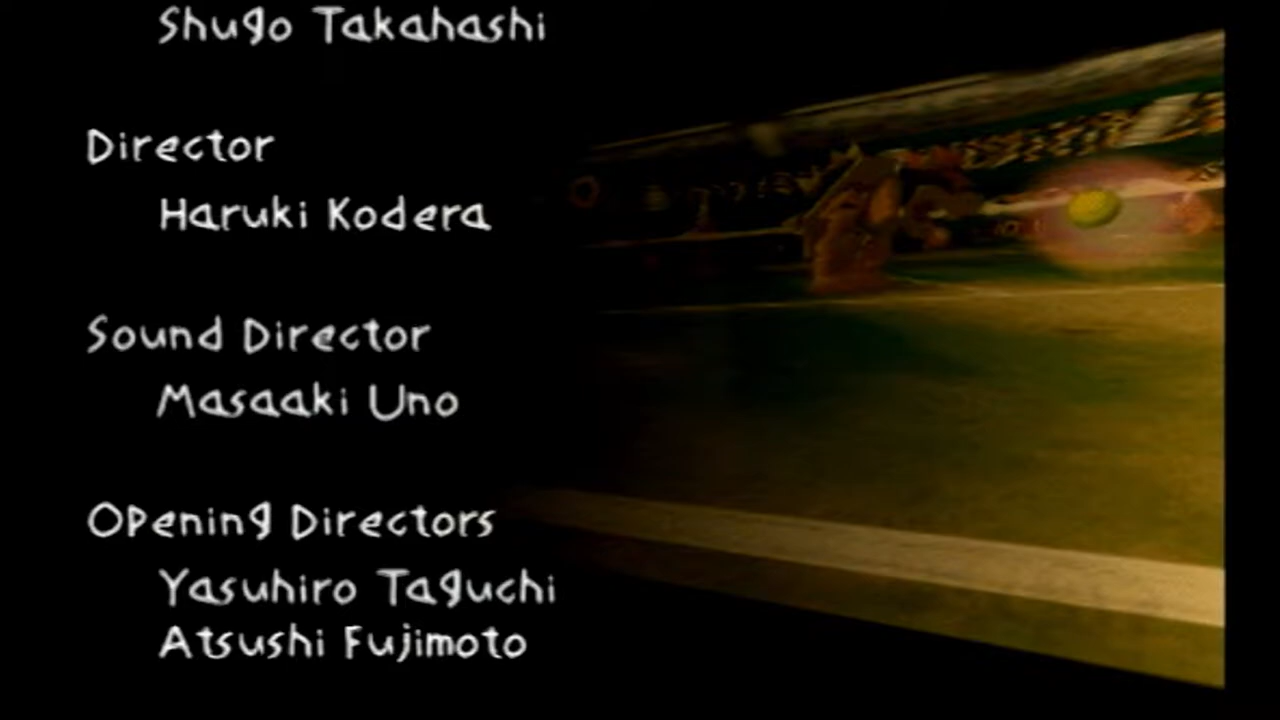 Shugo Takahashi
Director
Haruki Kodera
Sound Director
Masaaki Uno
Opening Directors
Yasuhiro Taguchi
Atsushi Fujimoto